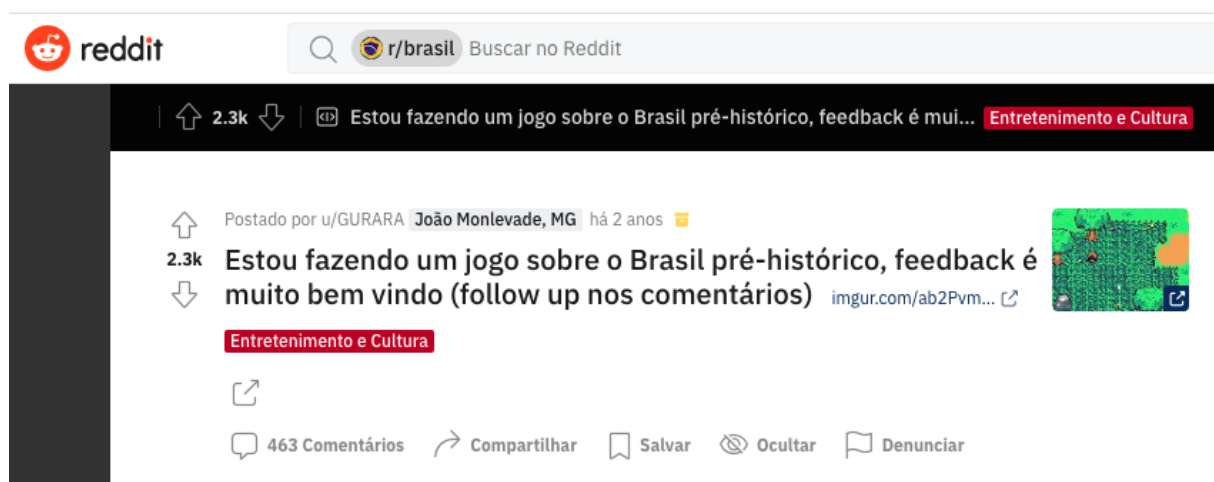 reddit
r/brasil Buscar no Reddit
2.3k Estou fazendo um jogo sobre o Brasil pré-histórico, feedback é mui... Entretenimento e Cultura
Postado por u/GURARA João Monlevade, MG há 2 anos
2.3k
Estou fazendo um jogo sobre o Brasil pré-histórico, feedback é
muito bem vindo (follow up nos comentários) imgur.com/ab2Pvm...
Entretenimento e Cultura
463 Comentários Compartilhar Salvar Ocultar Denunciar